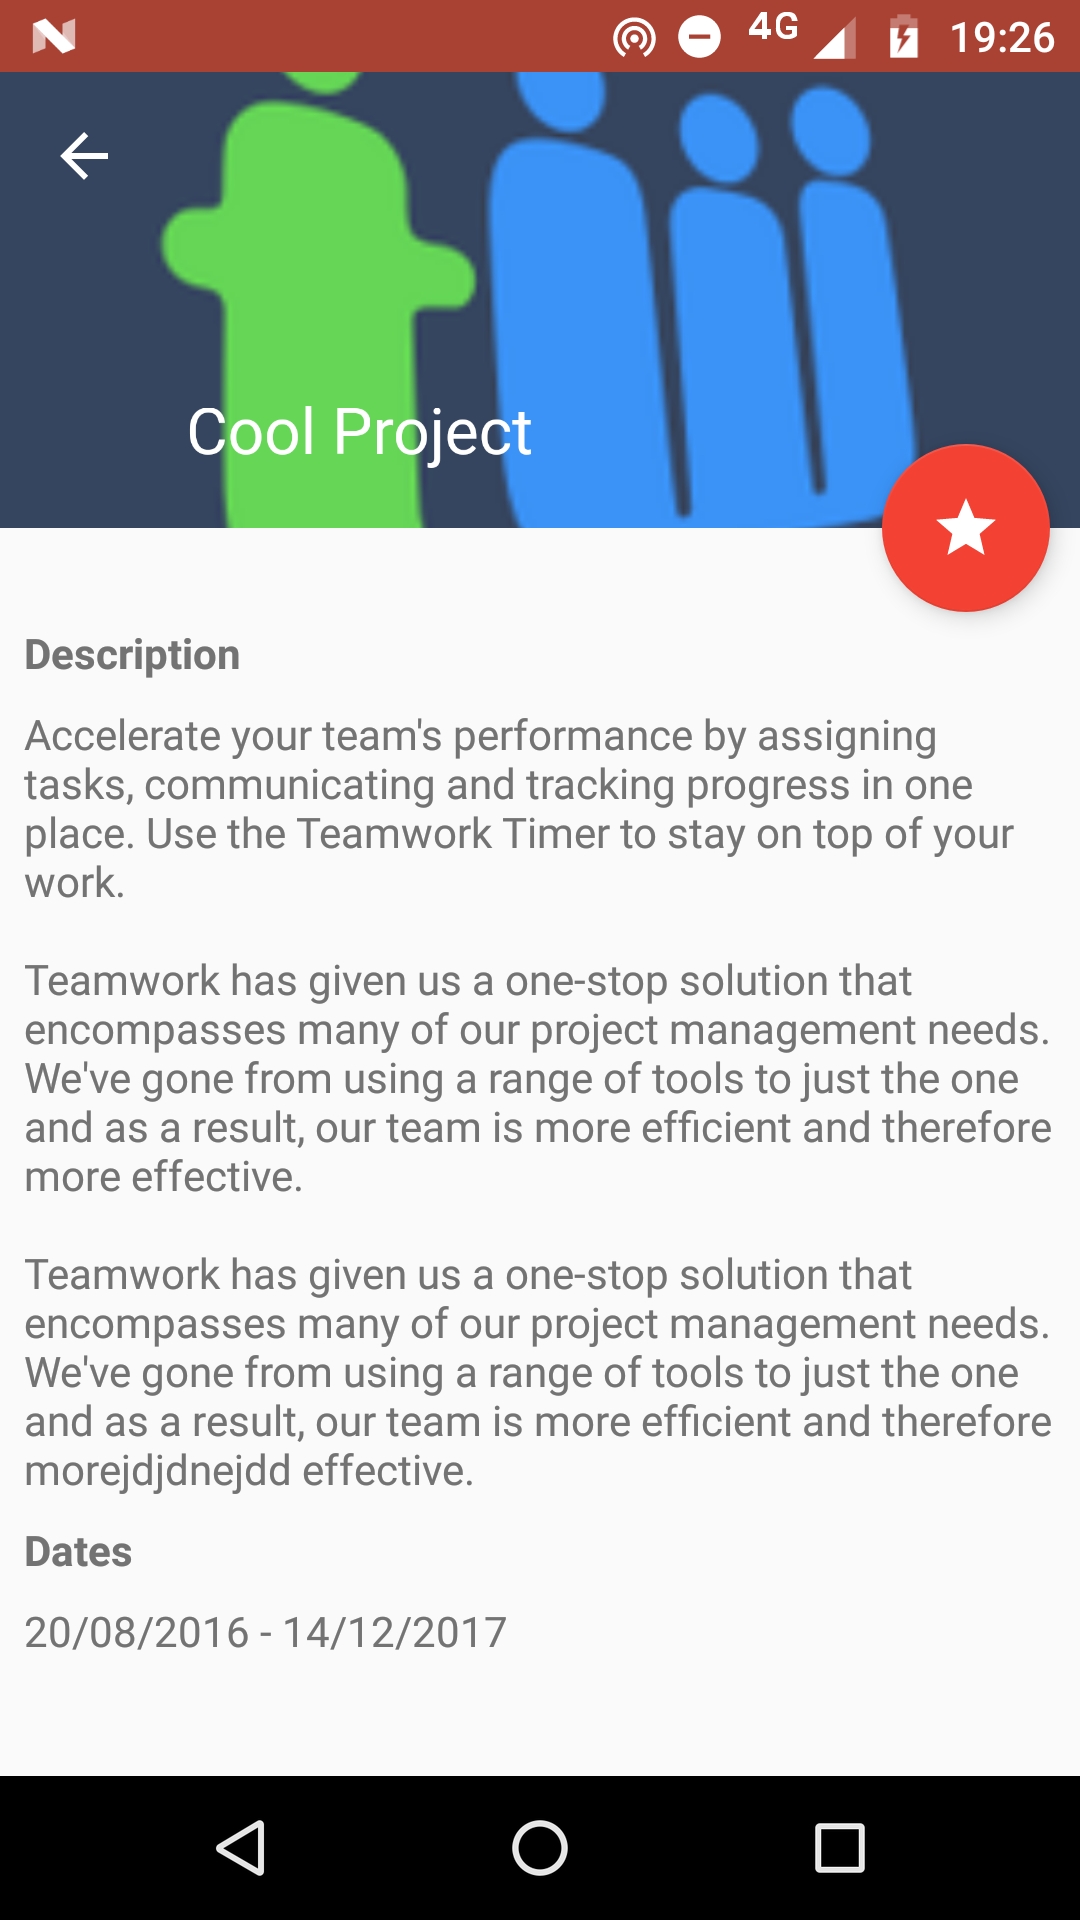 4G 19:26
Cool Project
Description
Accelerate your team's performance by assigning
tasks, communicating and tracking progress in one
place. Use the Teamwork Timer to stay on top of your
work.
Teamwork has given us a one-stop solution that
encompasses many of our project management needs.
We've gone from using a range of tools to just the one
and as a result, our team is more efficient and therefore
more effective.
Teamwork has given us a one-stop solution that
encompasses many of our project management needs.
We've gone from using a range of tools to just the one
and as a result, our team is more efficient and therefore
morejdjdnejdd effective.
Dates
20/08/2016 - 14/12/2017